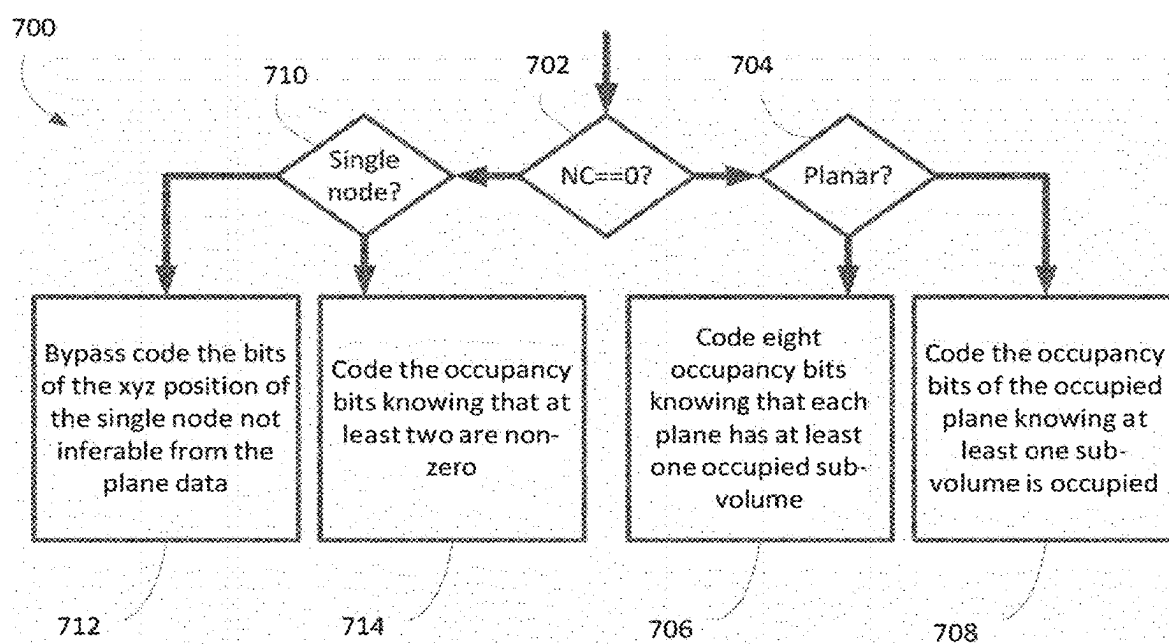 700
710
702
704
Single
node?
NC==0?
Planar?
Bypass code the bits
of the xyz position of
the single node not
inferable from the
plane data
Code the occupancy
bits knowing that at
least two are non-
zero
Code eight
occupancy bits
knowing that each
plane has at least
one occupied sub-
volume
Code the occupancy
bits of the occupied
plane knowing at
least one sub-
volume is occupied
712
714
706
708